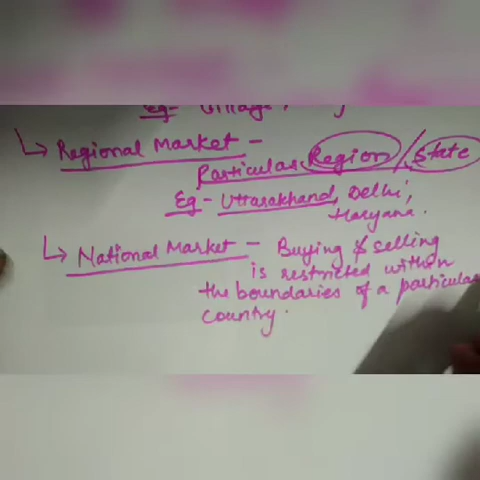 Eg- Village,
↳ Regional Market -
Particular Region / State
Eg - Uttarakhand, Delhi,
Haryana.
↳ National Market - Buying & selling
is restricted within
the boundaries of a particular
country.